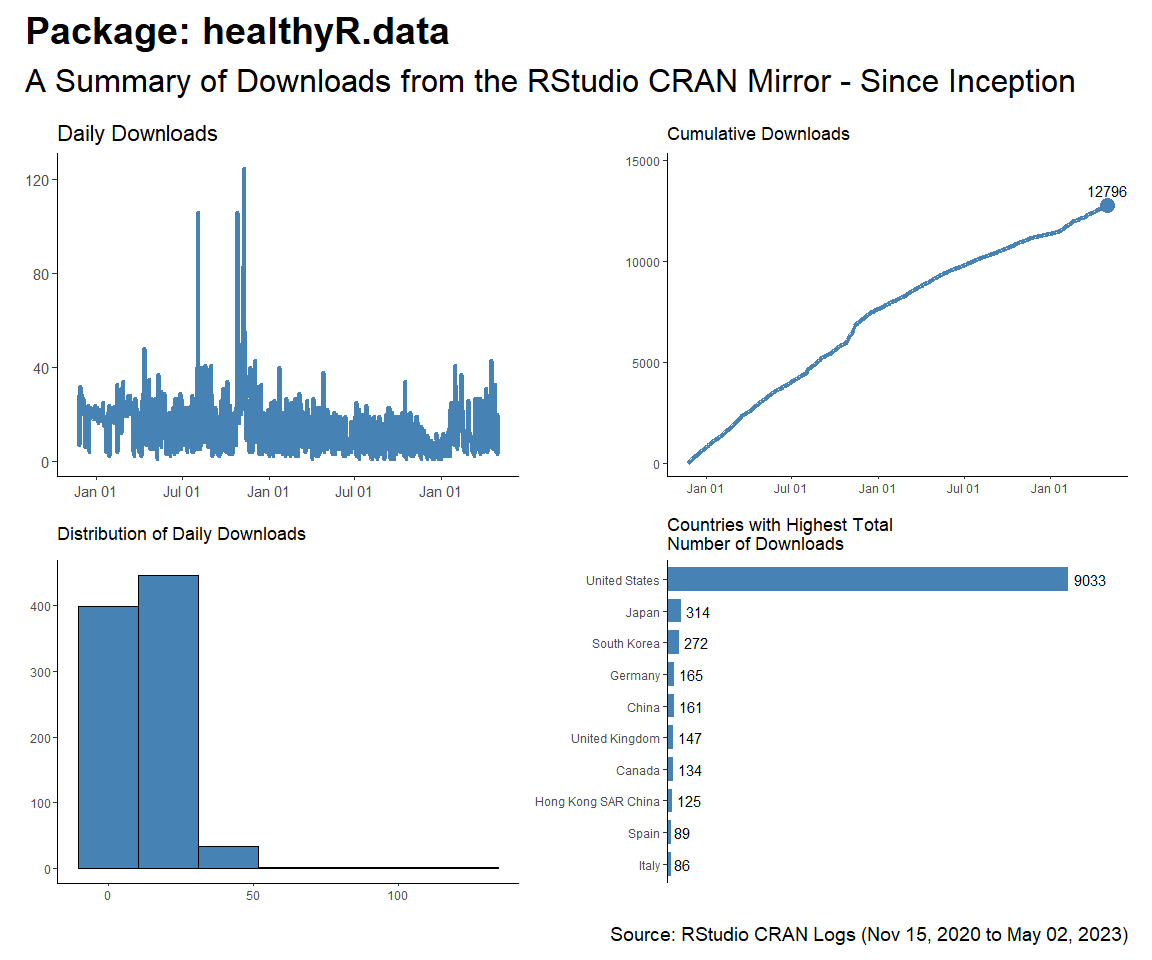 Package: healthyR.data
A Summary of Downloads from the RStudio CRAN Mirror - Since Inception
Daily Downloads
120
80
40
0
Jan 01 Jul 01 Jan 01 Jul 01 Jan 01
Cumulative Downloads
15000
10000
5000
0
12796
Jan 01 Jul 01 Jan 01 Jul 01 Jan 01
Distribution of Daily Downloads
400
300
200
100
0
0 50 100
Countries with Highest Total
Number of Downloads
United States 9033
Japan 314
South Korea 272
Germany 165
China 161
United Kingdom 147
Canada 134
Hong Kong SAR China 125
Spain 89
Italy 86
Source: RStudio CRAN Logs (Nov 15, 2020 to May 02, 2023)